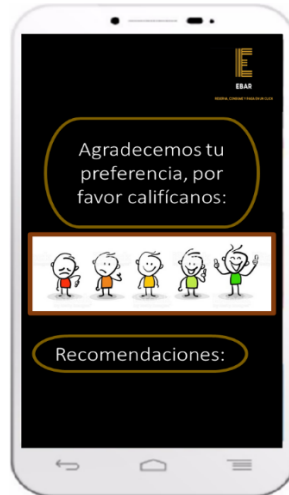 E
EBAR
Agradecemos tu
preferencia, por
favor califícanos:
Recomendaciones: